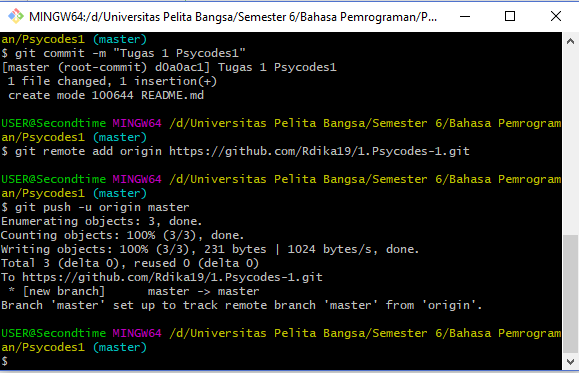 MINGW64:/d/Universitas Pelita Bangsa/Semester 6/Bahasa Pemrograman/P...
an/Psycodes1 (master)
$ git commit -m "Tugas 1 Psycodes1"
[master (root-commit) d0a0ac1] Tugas 1 Psycodes1
 1 file changed, 1 insertion(+)
 create mode 100644 README.md
USER@Secondtime MINGW64 /d/Universitas Pelita Bangsa/Semester 6/Bahasa Pemrogram
an/Psycodes1 (master)
$ git remote add origin https://github.com/Rdika19/1.Psycodes-1.git
USER@Secondtime MINGW64 /d/Universitas Pelita Bangsa/Semester 6/Bahasa Pemrogram
an/Psycodes1 (master)
$ git push -u origin master
Enumerating objects: 3, done.
Counting objects: 100% (3/3), done.
Writing objects: 100% (3/3), 231 bytes | 1024 bytes/s, done.
Total 3 (delta 0), reused 0 (delta 0)
To https://github.com/Rdika19/1.Psycodes-1.git
 * [new branch]      master -> master
Branch 'master' set up to track remote branch 'master' from 'origin'.
USER@Secondtime MINGW64 /d/Universitas Pelita Bangsa/Semester 6/Bahasa Pemrogram
an/Psycodes1 (master)
$